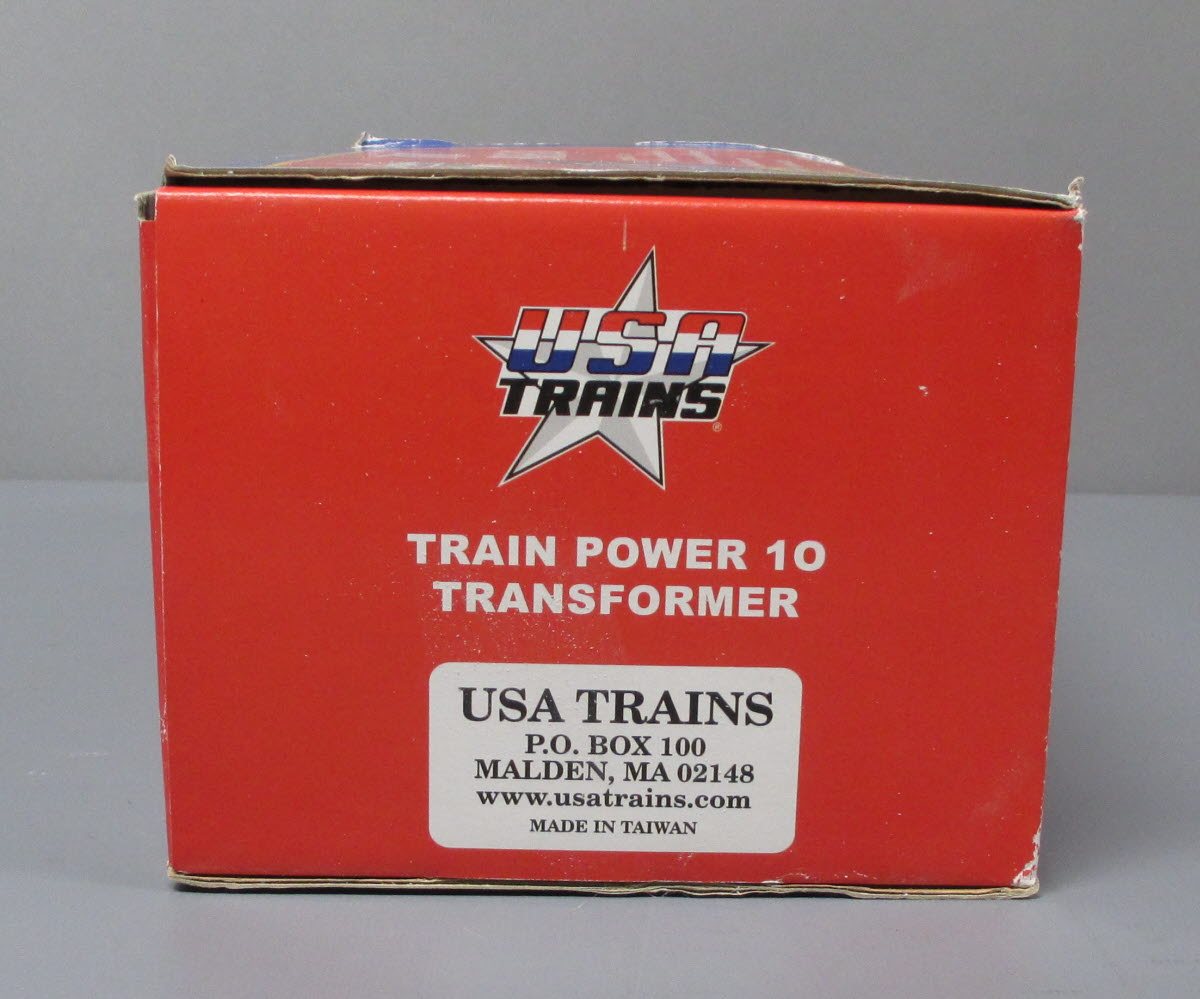 USA
TRAINS
®
TRAIN POWER 10
TRANSFORMER
USA TRAINS
P.O. BOX 100
MALDEN, MA 02148
www.usatrains.com
MADE IN TAIWAN